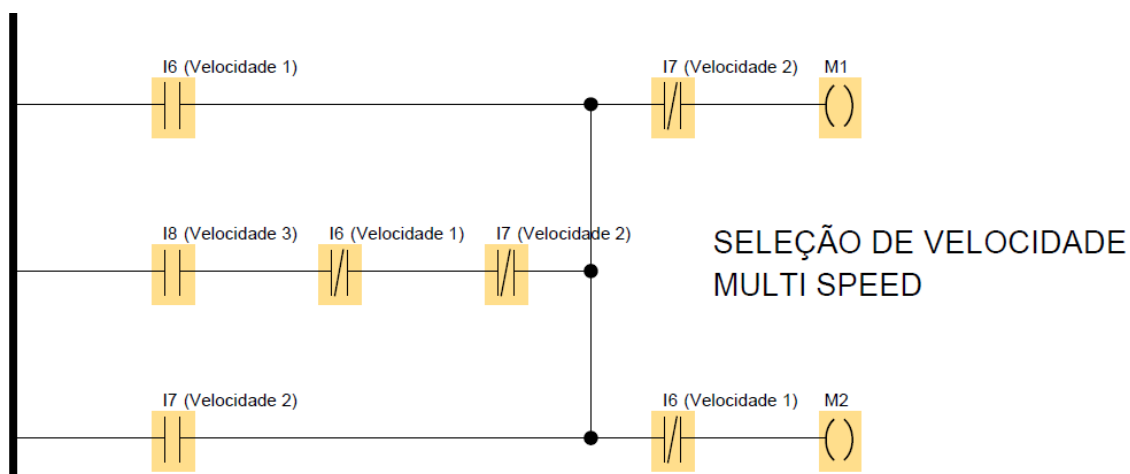 I6 (Velocidade 1)
I7 (Velocidade 2)
M1
I8 (Velocidade 3)
I6 (Velocidade 1)
I7 (Velocidade 2)
SELEÇÃO DE VELOCIDADE
MULTI SPEED
I7 (Velocidade 2)
I6 (Velocidade 1)
M2